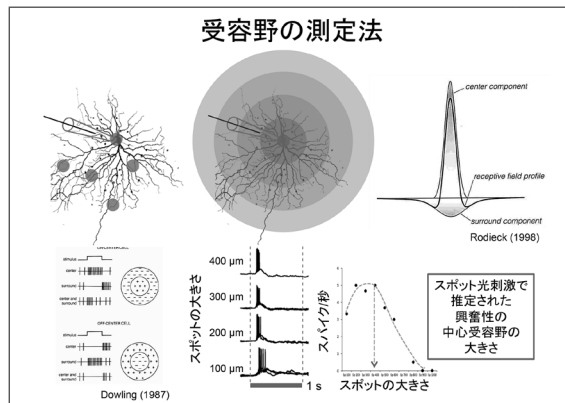 受容野の測定法
center component
receptive field profile
surround component
Rodieck (1998)
ON-CENTER CELL
stimulus
center
surround
center and
surround
OFF-CENTER CELL
stimulus
center
surround
center and
surround
Dowling (1987)
スポットの大きさ
400 µm
300 µm
200 µm
100 µm
1 s
スパイク/秒
スポットの大きさ
スポット光刺激で
推定された
興奮性の
中心受容野の
大きさ